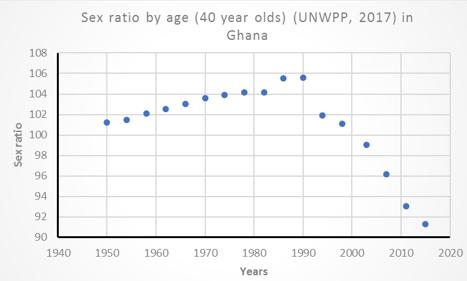 Sex ratio by age (40 year olds) (UNWPP, 2017) in
Ghana
108
106
104
102
100
98
96
94
92
90
Sex ratio
1940 1950 1960 1970 1980 1990 2000 2010 2020
Years